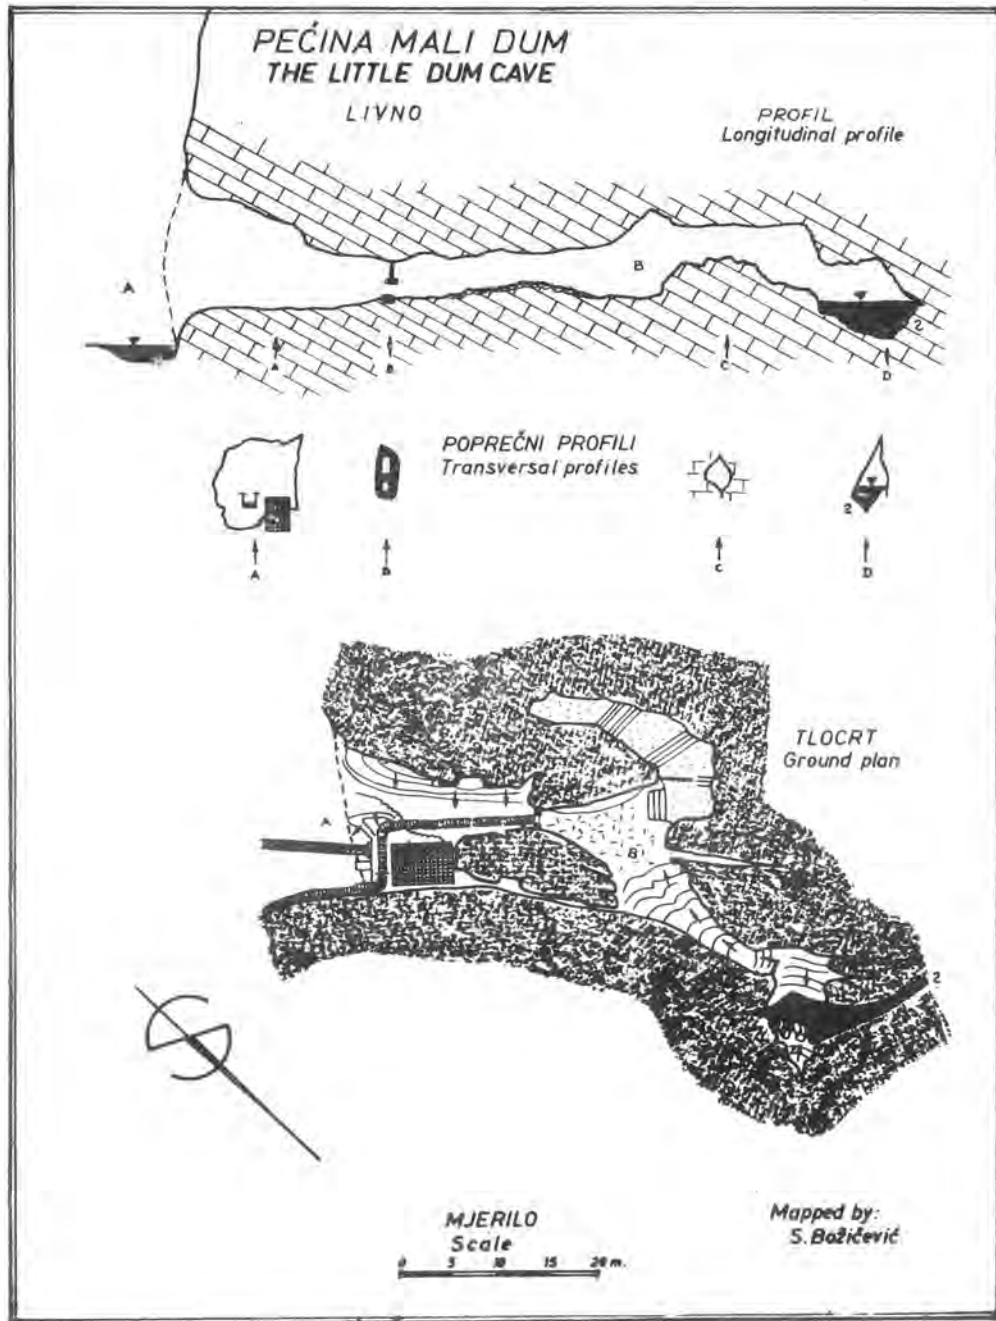 PEĆINA MALI DUM
THE LITTLE DUM CAVE
LIVNO
PROFIL
Longitudinal profile
A
B
2
A
B
C
D
POPREČNI PROFILI
Transversal profiles
2
A
B
C
D
TLOCRT
Ground plan
A
B
2
MJERILO
Scale
0 5 10 15 20 m.
Mapped by:
S. Božičević